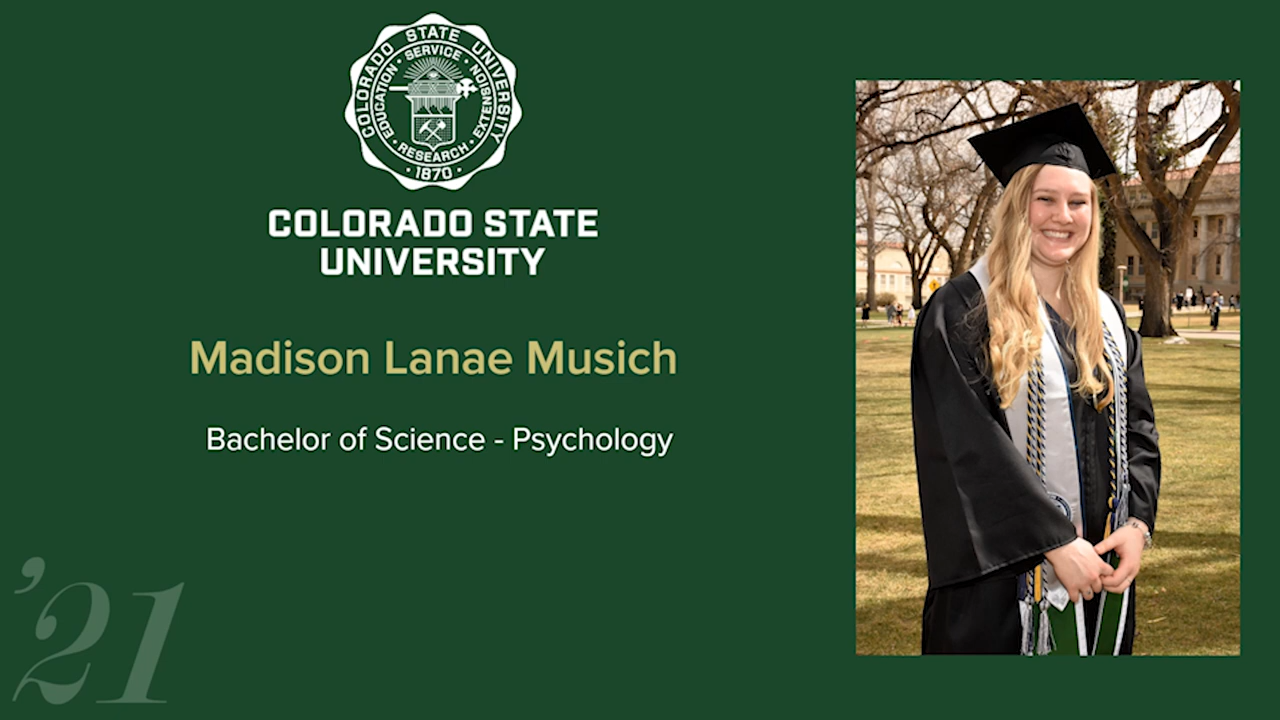 COLORADO STATE UNIVERSITY
EDUCATION • SERVICE • EXTENSION
• RESEARCH •
• 1870 •
COLORADO STATE
UNIVERSITY
Madison Lanae Musich
Bachelor of Science - Psychology
’21